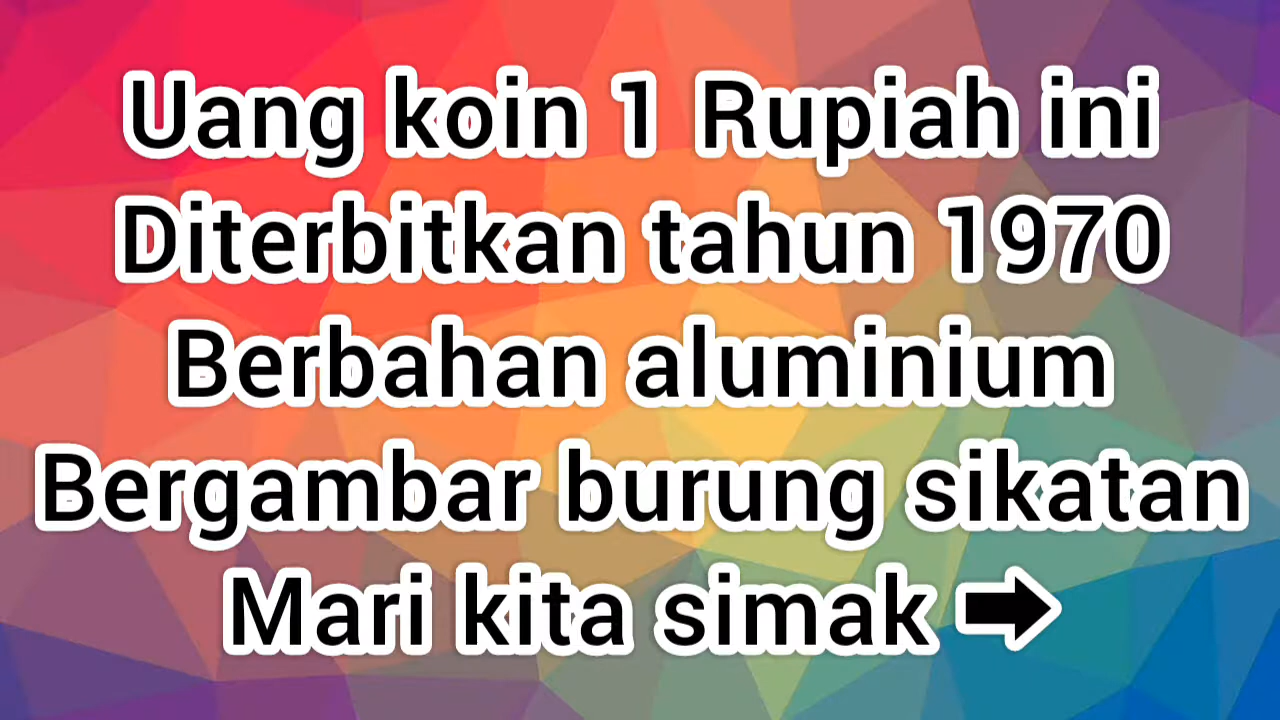 Uang koin 1 Rupiah ini
Diterbitkan tahun 1970
Berbahan aluminium
Bergambar burung sikatan
Mari kita simak ➡